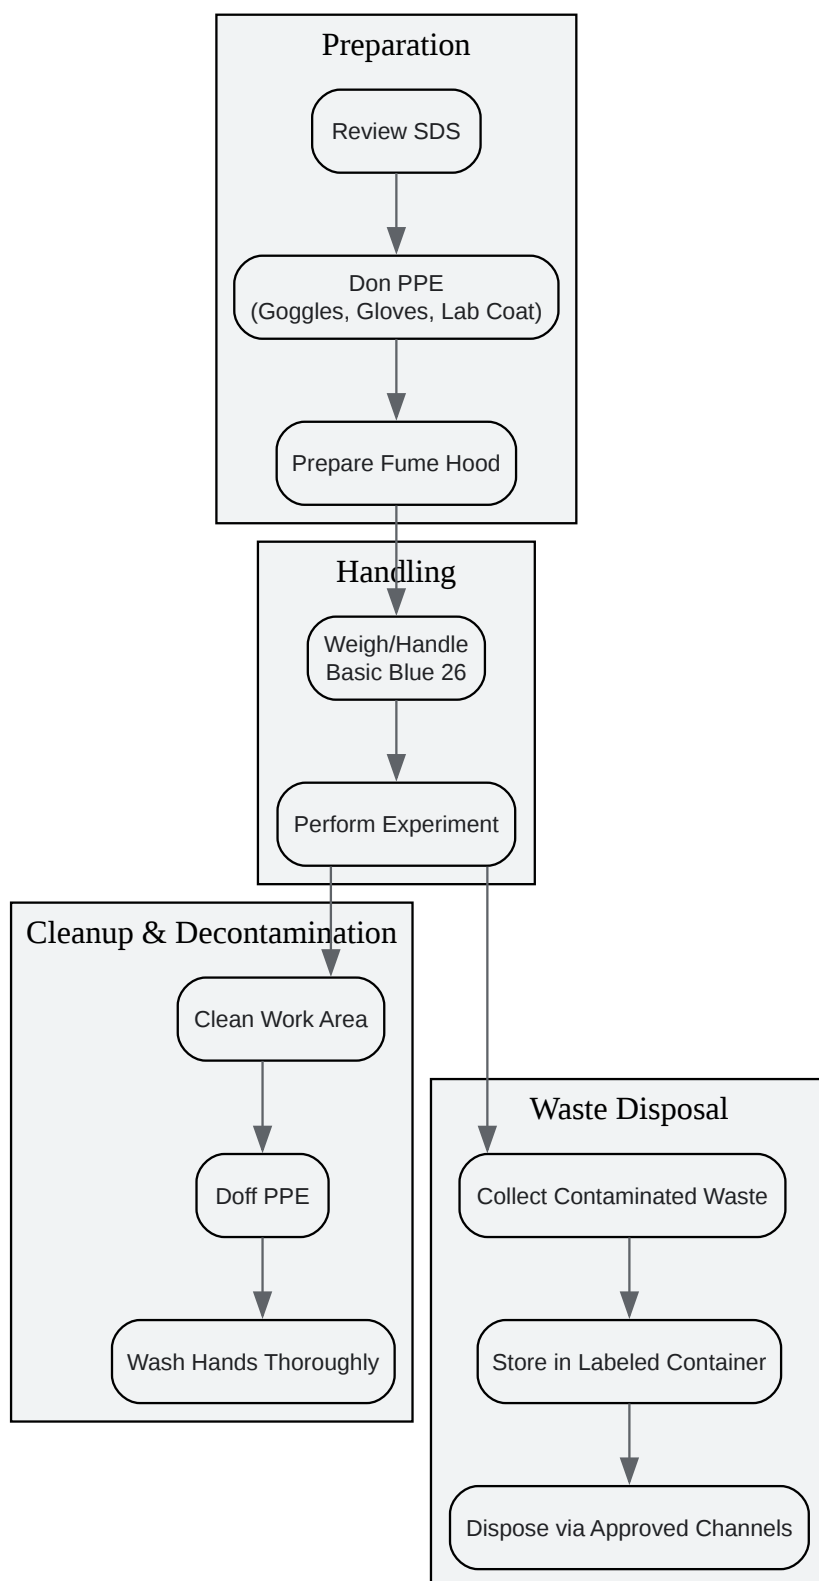 Preparation
Review SDS
Don PPE
(Goggles, Gloves, Lab Coat)
Prepare Fume Hood
Handling
Weigh/Handle
Basic Blue 26
Perform Experiment
Cleanup & Decontamination
Clean Work Area
Doff PPE
Wash Hands Thoroughly
Waste Disposal
Collect Contaminated Waste
Store in Labeled Container
Dispose via Approved Channels